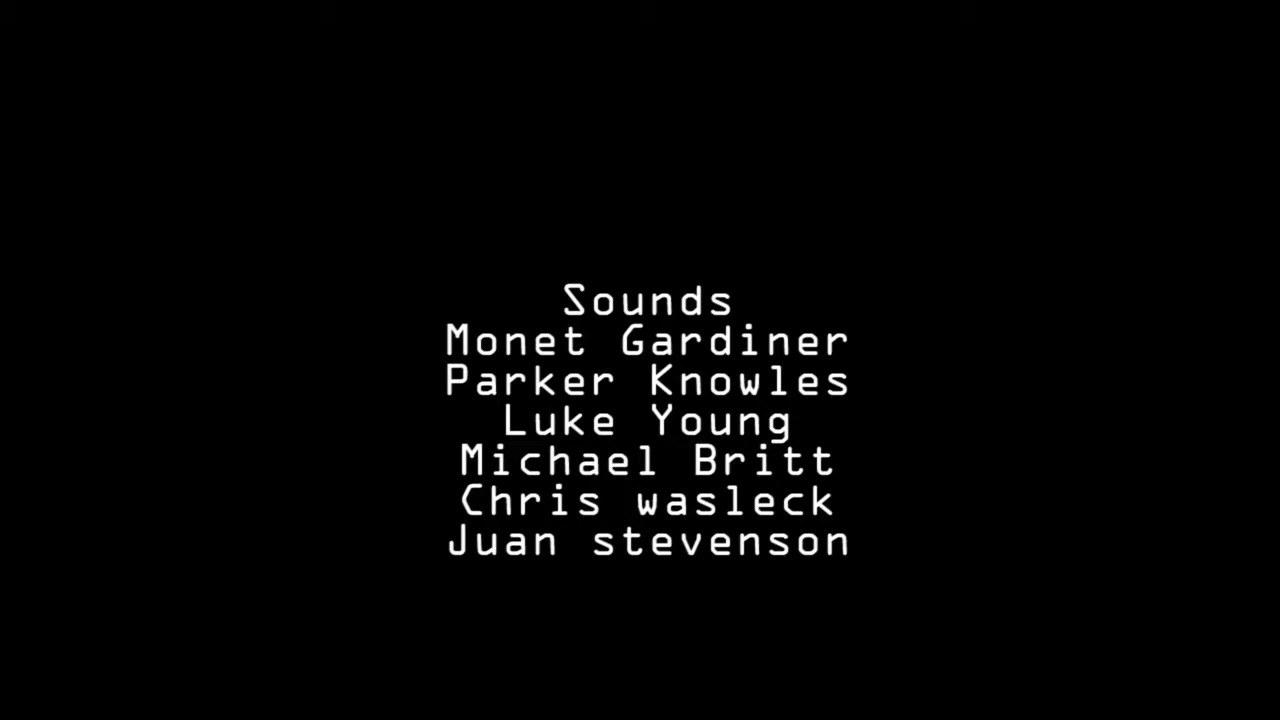 Sounds
Monet Gardiner
Parker Knowles
Luke Young
Michael Britt
Chris wasleck
Juan stevenson